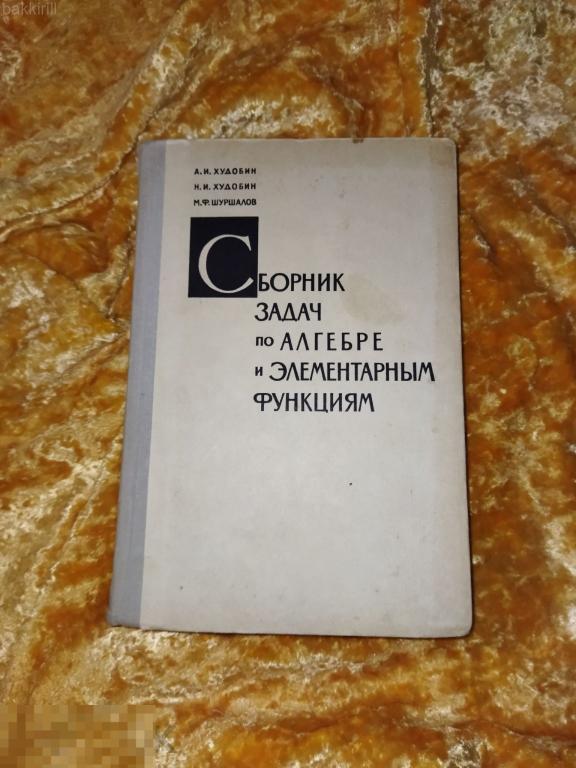 bakkirill
А.И. ХУДОБИН
Н.И. ХУДОБИН
М.Ф. ШУРШАЛОВ
СБОРНИК
ЗАДАЧ
по АЛГЕБРЕ
и ЭЛЕМЕНТАРНЫМ
ФУНКЦИЯМ